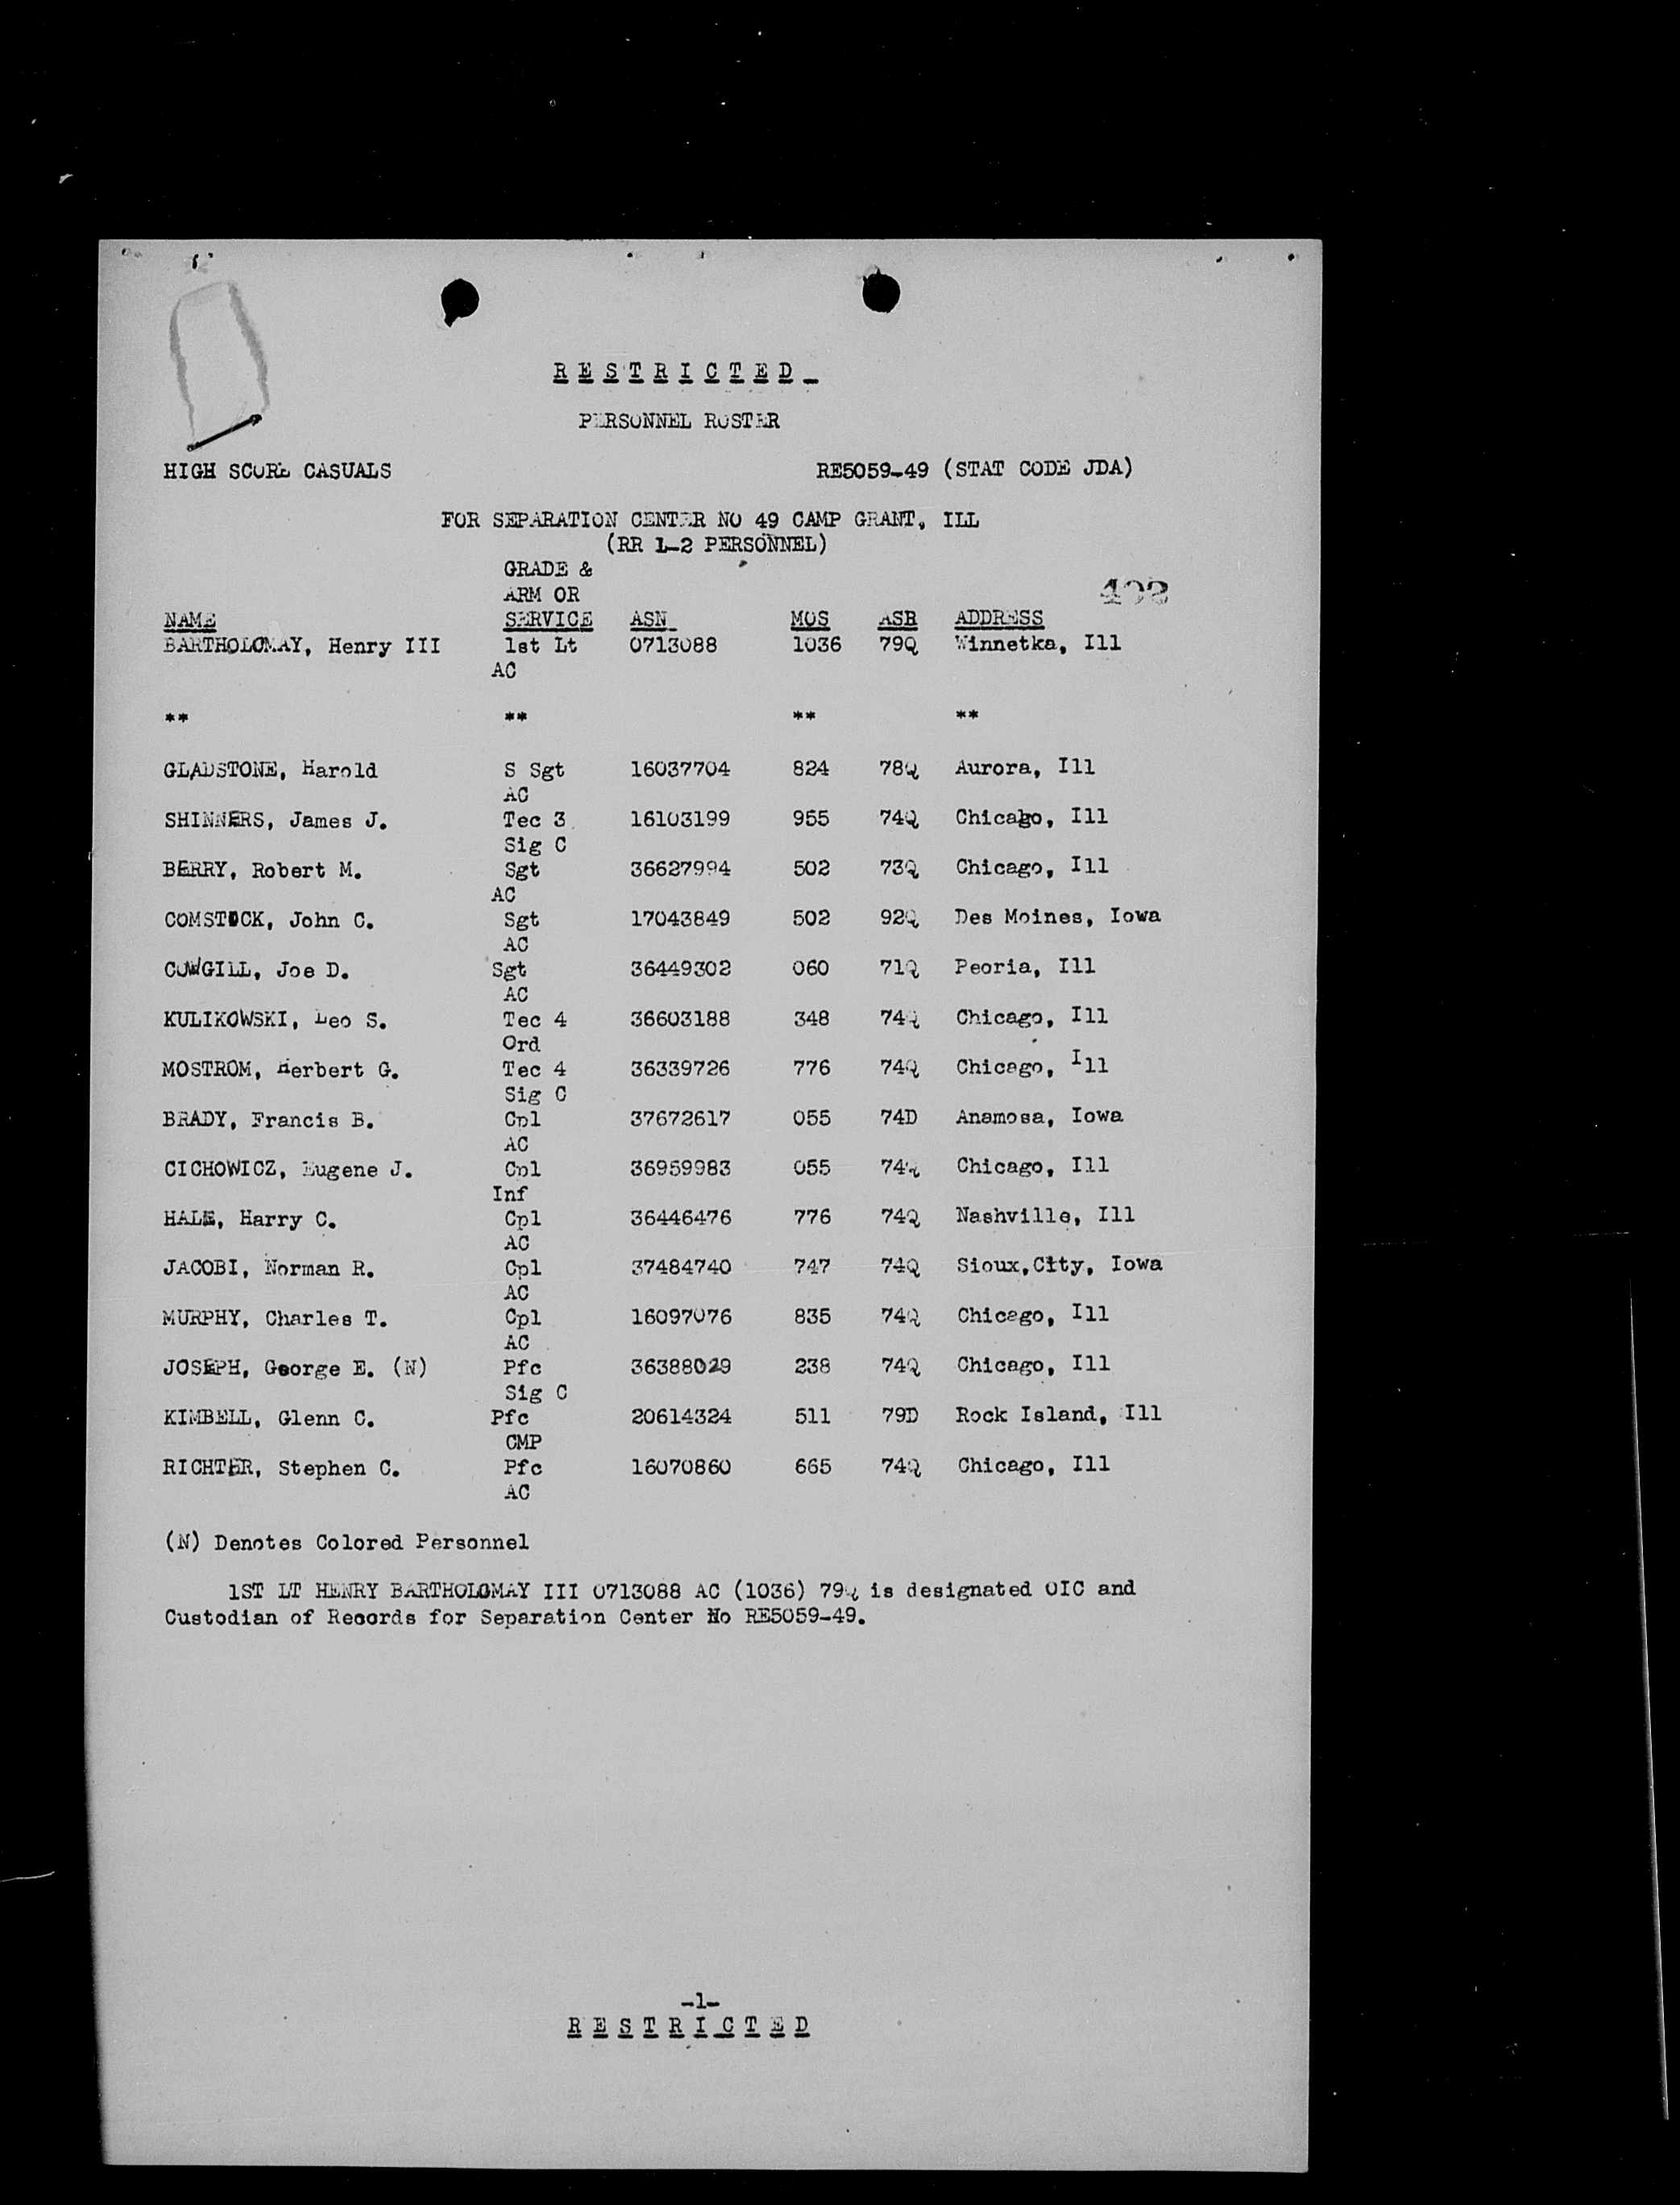 RESTRICTED
PERSONNEL ROSTER
HIGH SCORE CASUALS RE5059-49 (STAT CODE JDA)
FOR SEPARATION CENTER NO 49 CAMP GRANT, ILL
(RR 1-2 PERSONNEL)
GRADE &
ARM OR
NAME SERVICE ASN MOS ASR ADDRESS
BARTHOLOMAY, Henry III 1st Lt 0713088 1036 79Q Winnetka, Ill
AC
** ** ** **
GLADSTONE, Harold S Sgt 16037704 824 78Q Aurora, Ill
AC
SHINNERS, James J. Tec 3 16103199 955 74Q Chicago, Ill
Sig C
BERRY, Robert M. Sgt 36627994 502 73Q Chicago, Ill
AC
COMSTOCK, John C. Sgt 17043849 502 92Q Des Moines, Iowa
AC
COWGILL, Joe D. Sgt 36449302 060 71Q Peoria, Ill
AC
KULIKOWSKI, Leo S. Tec 4 36603188 348 74Q Chicago, Ill
Ord
MOSTROM, Herbert G. Tec 4 36339726 776 74Q Chicago, Ill
Sig C
BRADY, Francis B. Cpl 37672617 055 74D Anamosa, Iowa
AC
CICHOWICZ, Eugene J. Cpl 36959983 055 74Q Chicago, Ill
Inf
HALE, Harry C. Cpl 36446476 776 74Q Nashville, Ill
AC
JACOBI, Norman R. Cpl 37484740 747 74Q Sioux,City, Iowa
AC
MURPHY, Charles T. Cpl 16097076 835 74Q Chicago, Ill
AC
JOSEPH, George E. (N) Pfc 36388029 238 74Q Chicago, Ill
Sig C
KIMBELL, Glenn C. Pfc 20614324 511 79D Rock Island, Ill
CMP
RICHTER, Stephen C. Pfc 16070860 665 74Q Chicago, Ill
AC
(N) Denotes Colored Personnel
1ST LT HENRY BARTHOLOMAY III 0713088 AC (1036) 79Q is designated OIC and
Custodian of Records for Separation Center No RE5059-49.
-1-
RESTRICTED